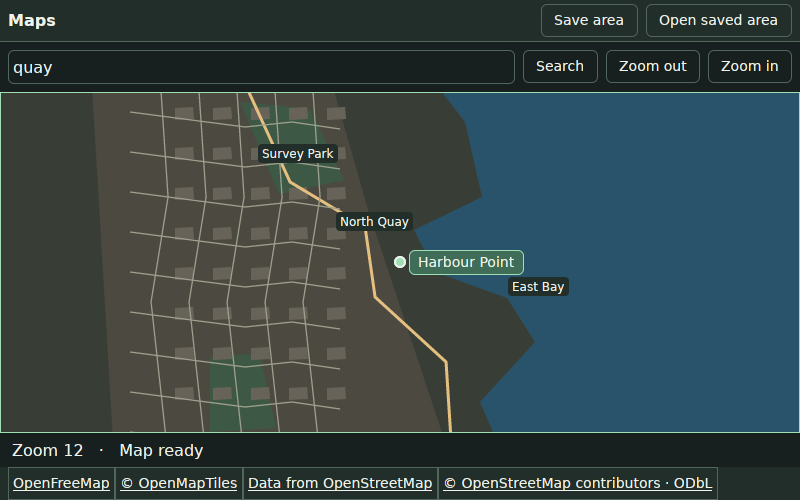 Maps
Save area
Open saved area
quay
Search
Zoom out
Zoom in
Survey Park
North Quay
Harbour Point
East Bay
Zoom 12 · Map ready
OpenFreeMap
© OpenMapTiles
Data from OpenStreetMap
© OpenStreetMap contributors · ODbL